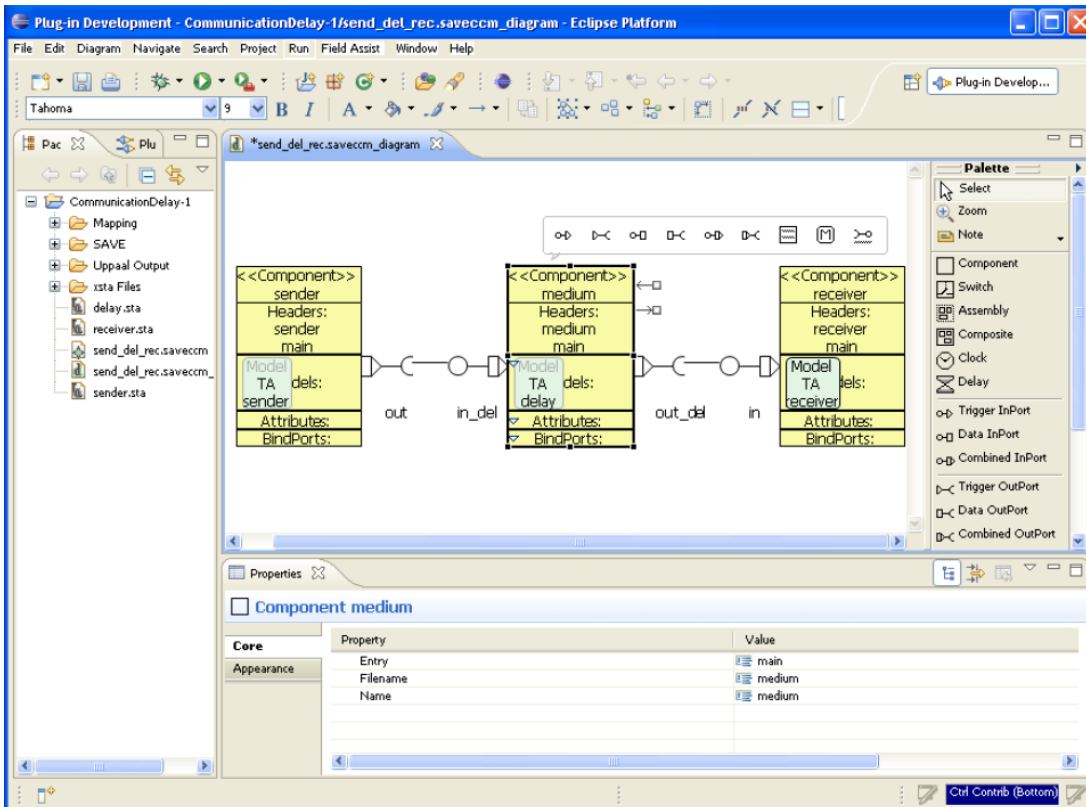 Plug-in Development - CommunicationDelay-1/send_del_rec.saveccm_diagram - Eclipse Platform
File Edit Diagram Navigate Search Project Run Field Assist Window Help
Plug-in Develop...
Tahoma 9 B I A
Pac Plu
*send_del_rec.saveccm_diagram
CommunicationDelay-1
Mapping
SAVE
Uppaal Output
xsta Files
delay.sta
receiver.sta
send_del_rec.saveccm
send_del_rec.saveccm_
sender.sta
<<Component>>
sender
Headers:
sender
main
Model
TA
sender
dels:
Attributes:
BindPorts:
out
in_del
M
<<Component>>
medium
Headers:
medium
main
Model
TA
delay
dels:
Attributes:
BindPorts:
out_del
in
<<Component>>
receiver
Headers:
receiver
main
Model
TA
receiver
dels:
Attributes:
BindPorts:
Palette
Select
Zoom
Note
Component
Switch
Assembly
Composite
Clock
Delay
Trigger InPort
Data InPort
Combined InPort
Trigger OutPort
Data OutPort
Combined OutPort
Properties
Component medium
Core
Appearance
Property Value
Entry main
Filename medium
Name medium
Ctrl Contrib (Bottom)